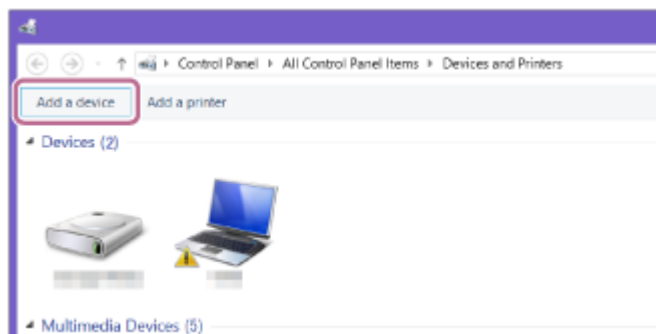 Control Panel All Control Panel Items Devices and Printers
Add a device Add a printer
Devices (2)
Multimedia Devices (5)